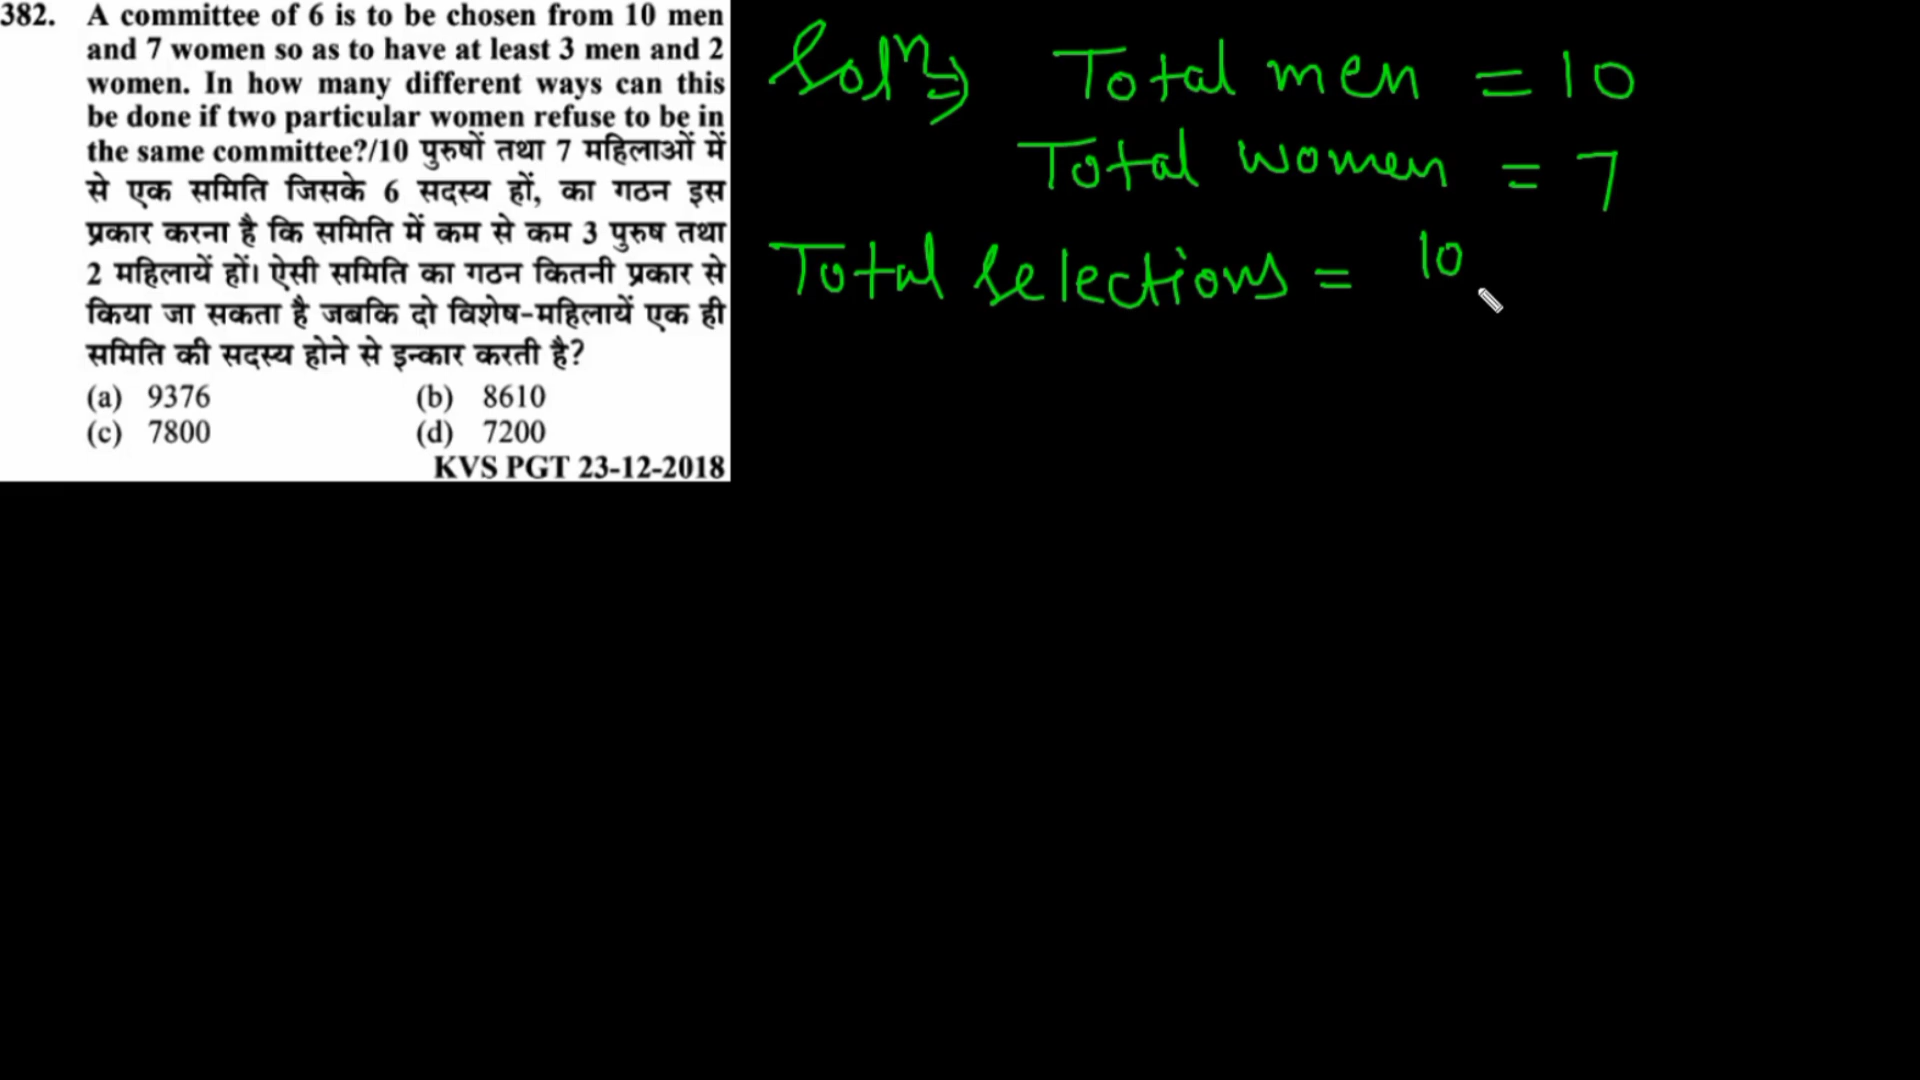 382. A committee of 6 is to be chosen from 10 men
and 7 women so as to have at least 3 men and 2
women. In how many different ways can this
be done if two particular women refuse to be in
the same committee?/10 पुरुषों तथा 7 महिलाओं में
से एक समिति जिसके 6 सदस्य हों, का गठन इस
प्रकार करना है कि समिति में कम से कम 3 पुरुष तथा
2 महिलायें हों। ऐसी समिति का गठन कितनी प्रकार से
किया जा सकता है जबकि दो विशेष-महिलायें एक ही
समिति की सदस्य होने से इन्कार करती है?
(a) 9376 (b) 8610
(c) 7800 (d) 7200
KVS PGT 23-12-2018
Solⁿ⇒ Total men = 10
Total women = 7
Total selections = 10